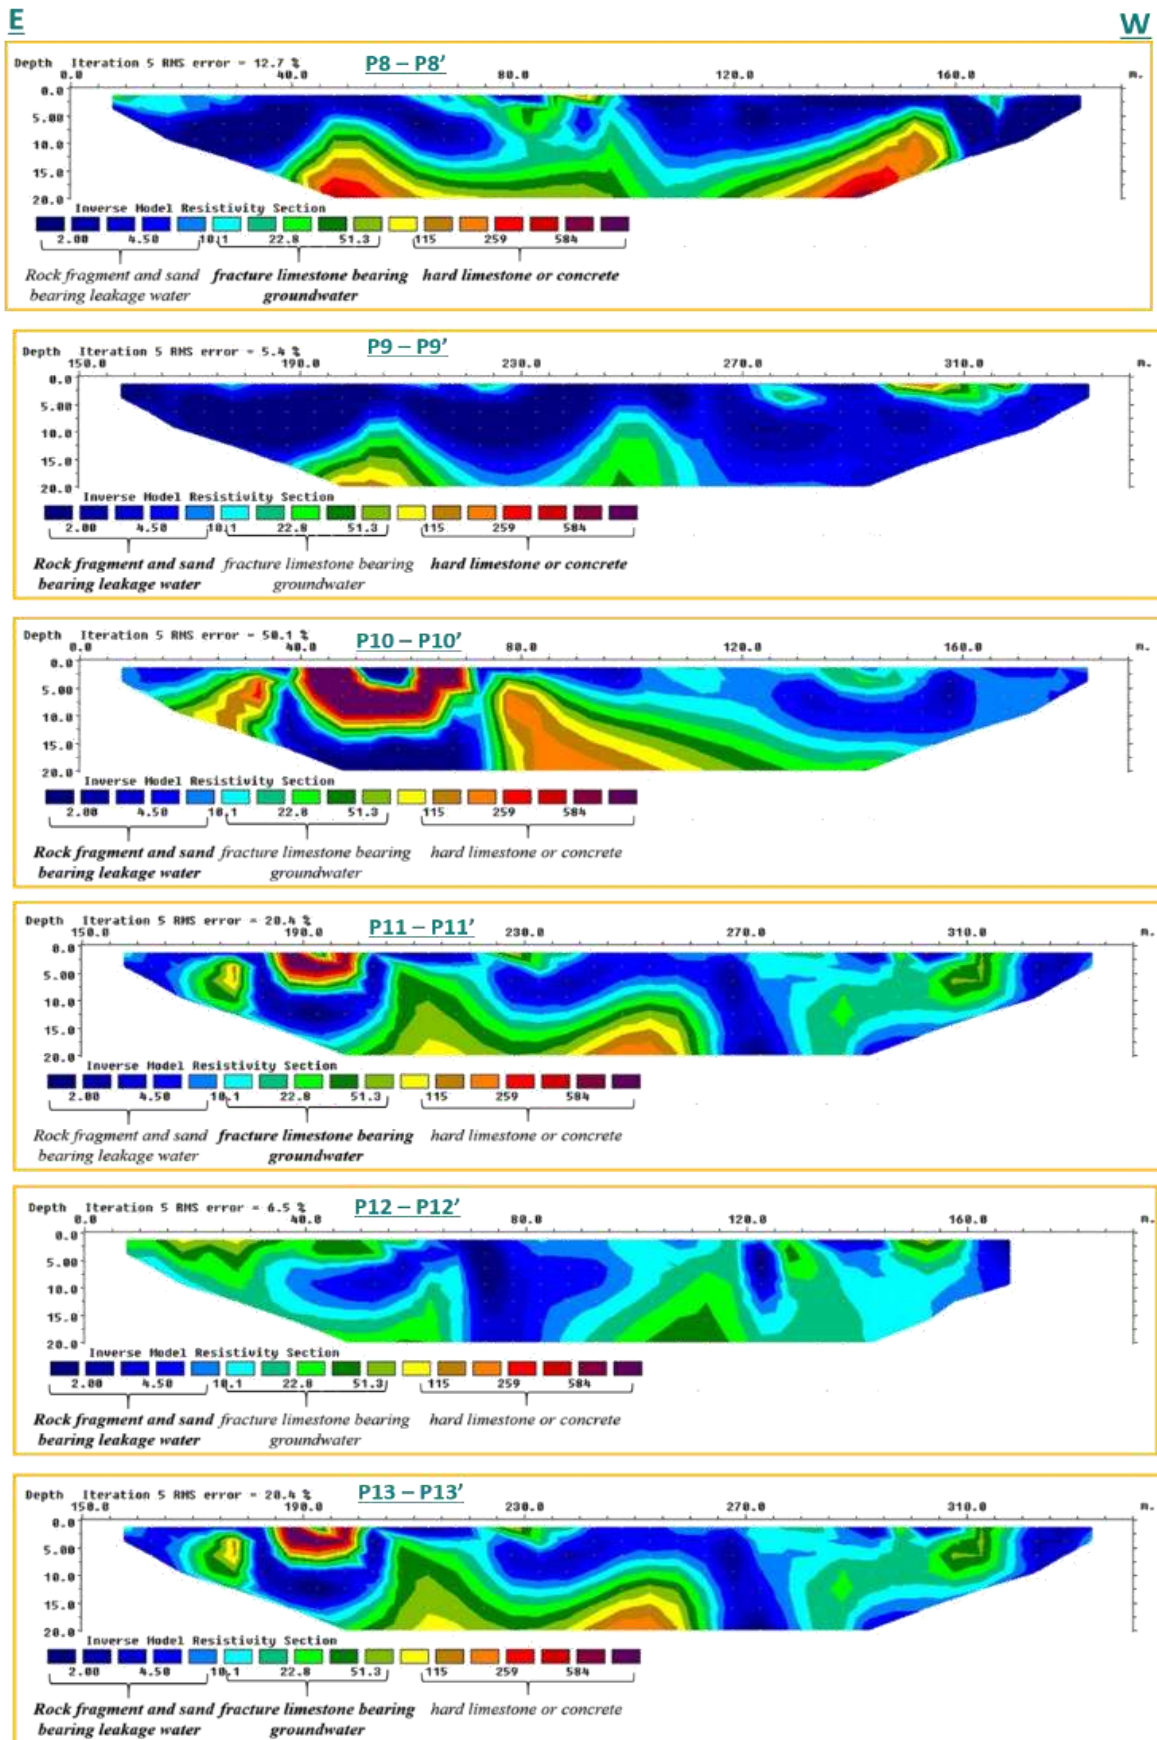 E
W
Depth Iteration 5 RMS error = 12.7 %
P8 – P8’
0.0 40.0 80.0 120.0 160.0 m.
0.0
5.00
10.0
15.0
20.0
Inverse Model Resistivity Section
2.00 4.50 10.1 22.8 51.3 115 259 584
Rock fragment and sand fracture limestone bearing hard limestone or concrete
bearing leakage water groundwater
Depth Iteration 5 RMS error = 5.4 %
P9 – P9’
150.0 190.0 230.0 270.0 310.0 m.
0.0
5.00
10.0
15.0
20.0
Inverse Model Resistivity Section
2.00 4.50 10.1 22.8 51.3 115 259 584
Rock fragment and sand fracture limestone bearing hard limestone or concrete
bearing leakage water groundwater
Depth Iteration 5 RMS error = 50.1 %
P10 – P10’
0.0 40.0 80.0 120.0 160.0 m.
0.0
5.00
10.0
15.0
20.0
Inverse Model Resistivity Section
2.00 4.50 10.1 22.8 51.3 115 259 584
Rock fragment and sand fracture limestone bearing hard limestone or concrete
bearing leakage water groundwater
Depth Iteration 5 RMS error = 20.4 %
P11 – P11’
150.0 190.0 230.0 270.0 310.0 m.
0.0
5.00
10.0
15.0
20.0
Inverse Model Resistivity Section
2.00 4.50 10.1 22.8 51.3 115 259 584
Rock fragment and sand fracture limestone bearing hard limestone or concrete
bearing leakage water groundwater
Depth Iteration 5 RMS error = 6.5 %
P12 – P12’
0.0 40.0 80.0 120.0 160.0 m.
0.0
5.00
10.0
15.0
20.0
Inverse Model Resistivity Section
2.00 4.50 10.1 22.8 51.3 115 259 584
Rock fragment and sand fracture limestone bearing hard limestone or concrete
bearing leakage water groundwater
Depth Iteration 5 RMS error = 20.4 %
P13 – P13’
150.0 190.0 230.0 270.0 310.0 m.
0.0
5.00
10.0
15.0
20.0
Inverse Model Resistivity Section
2.00 4.50 10.1 22.8 51.3 115 259 584
Rock fragment and sand fracture limestone bearing hard limestone or concrete
bearing leakage water groundwater